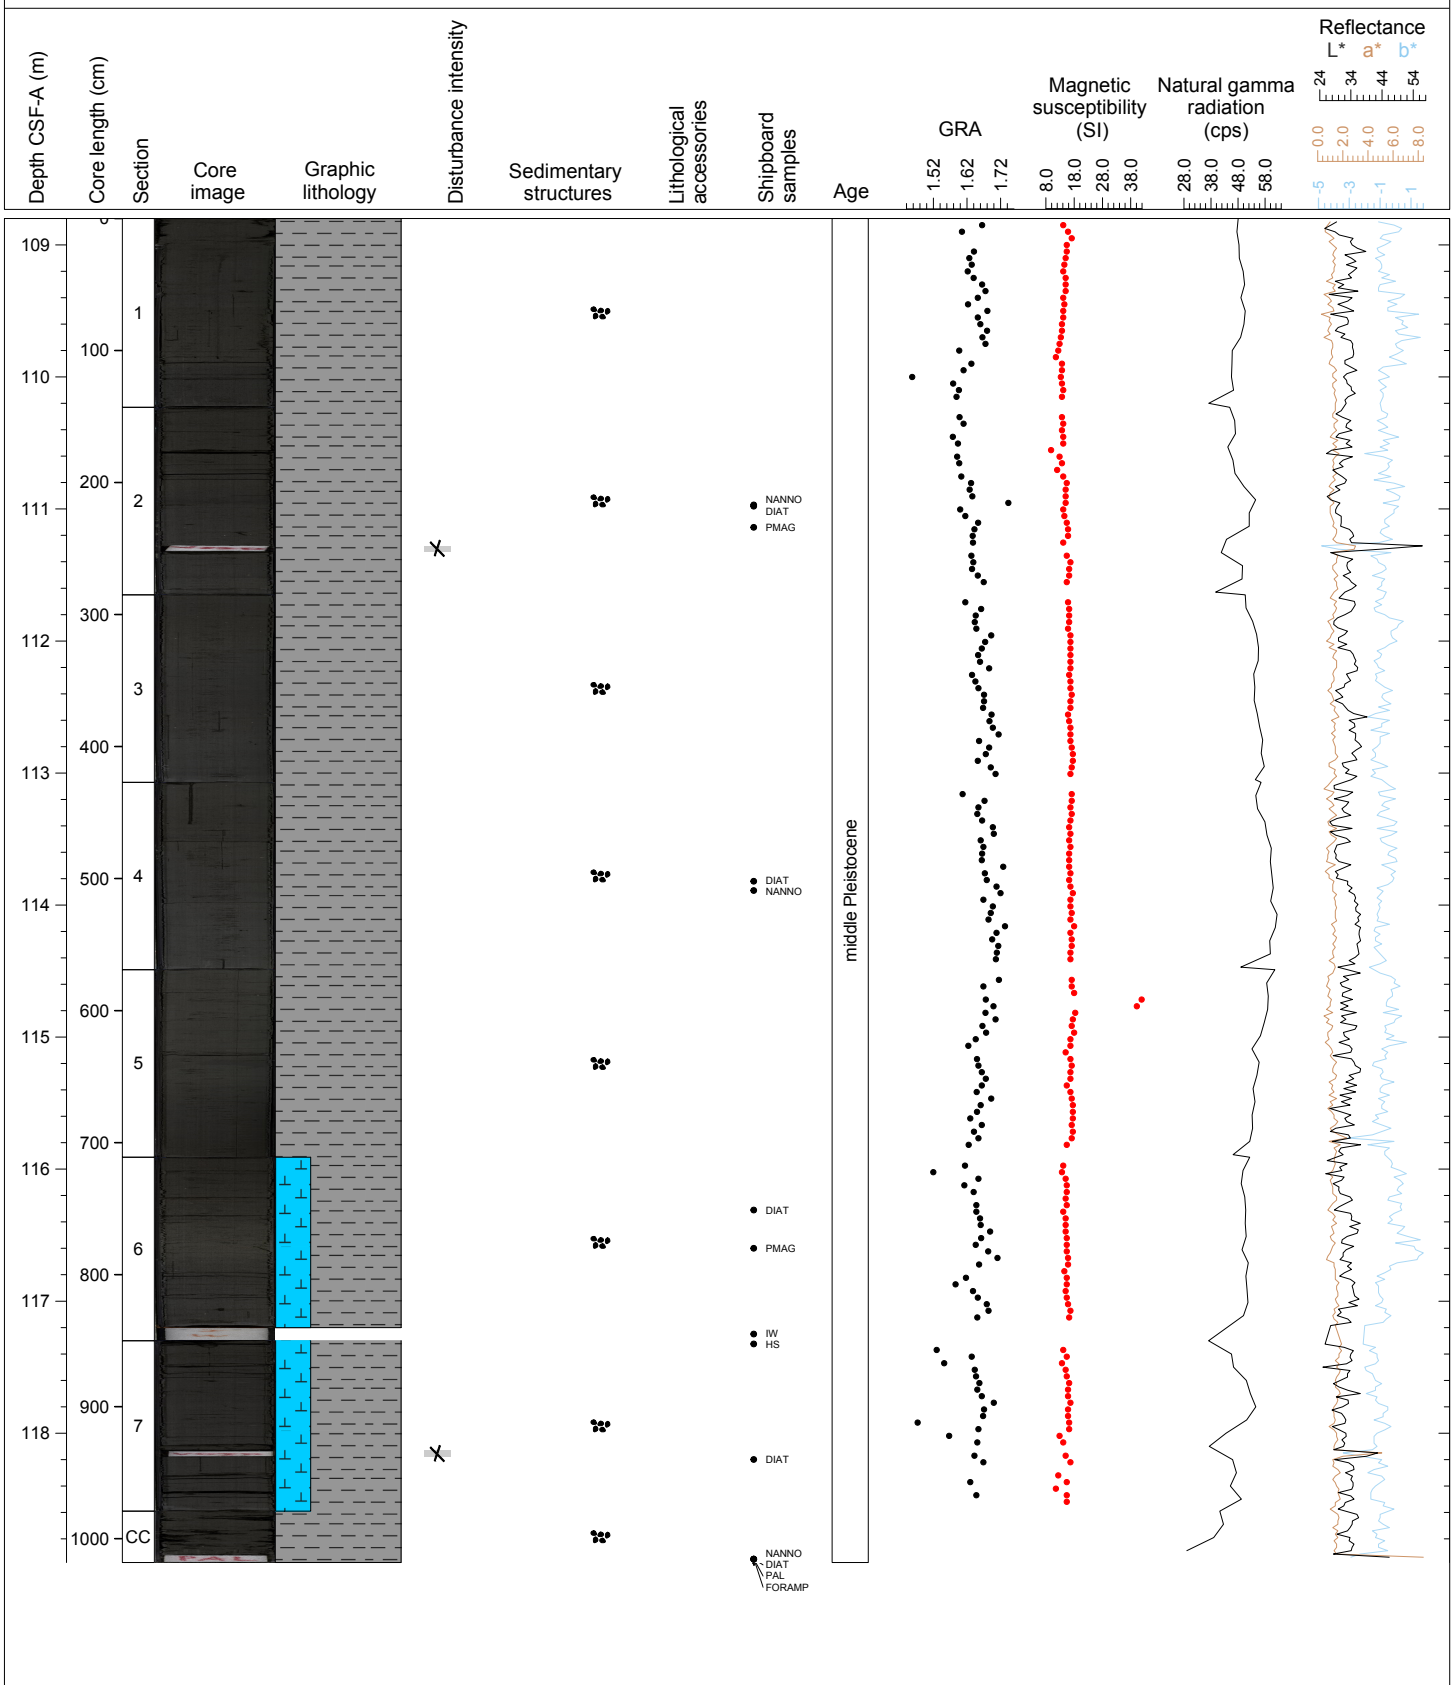 Depth CSF-A (m)
Core length (cm)
Section
Core
image
Graphic
lithology
Disturbance intensity
Sedimentary
structures
Lithological
accessories
Shipboard
samples
Age
GRA
1.52
1.62
1.72
Magnetic
susceptibility
(SI)
8.0
18.0
28.0
38.0
Natural gamma
radiation
(cps)
28.0
38.0
48.0
58.0
Reflectance
L* a* b*
24
34
44
54
0.0
2.0
4.0
6.0
8.0
-5
-3
-1
1
109
110
111
112
113
114
115
116
117
118
0
100
200
300
400
500
600
700
800
900
1000
1
2
3
4
5
6
7
CC
NANNO
DIAT
PMAG
DIAT
NANNO
DIAT
PMAG
IW
HS
DIAT
NANNO
DIAT
PAL
FORAMP
middle Pleistocene
PAL